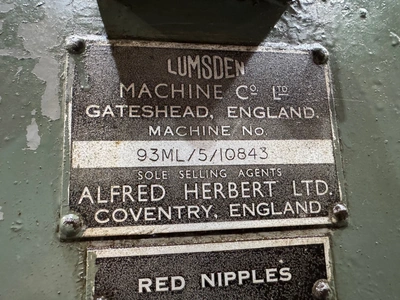 LUMSDEN
MACHINE Co. LTD
GATESHEAD, ENGLAND.
MACHINE No.
93ML/5/10843
SOLE SELLING AGENTS
ALFRED HERBERT LTD.
COVENTRY, ENGLAND.
RED NIPPLES